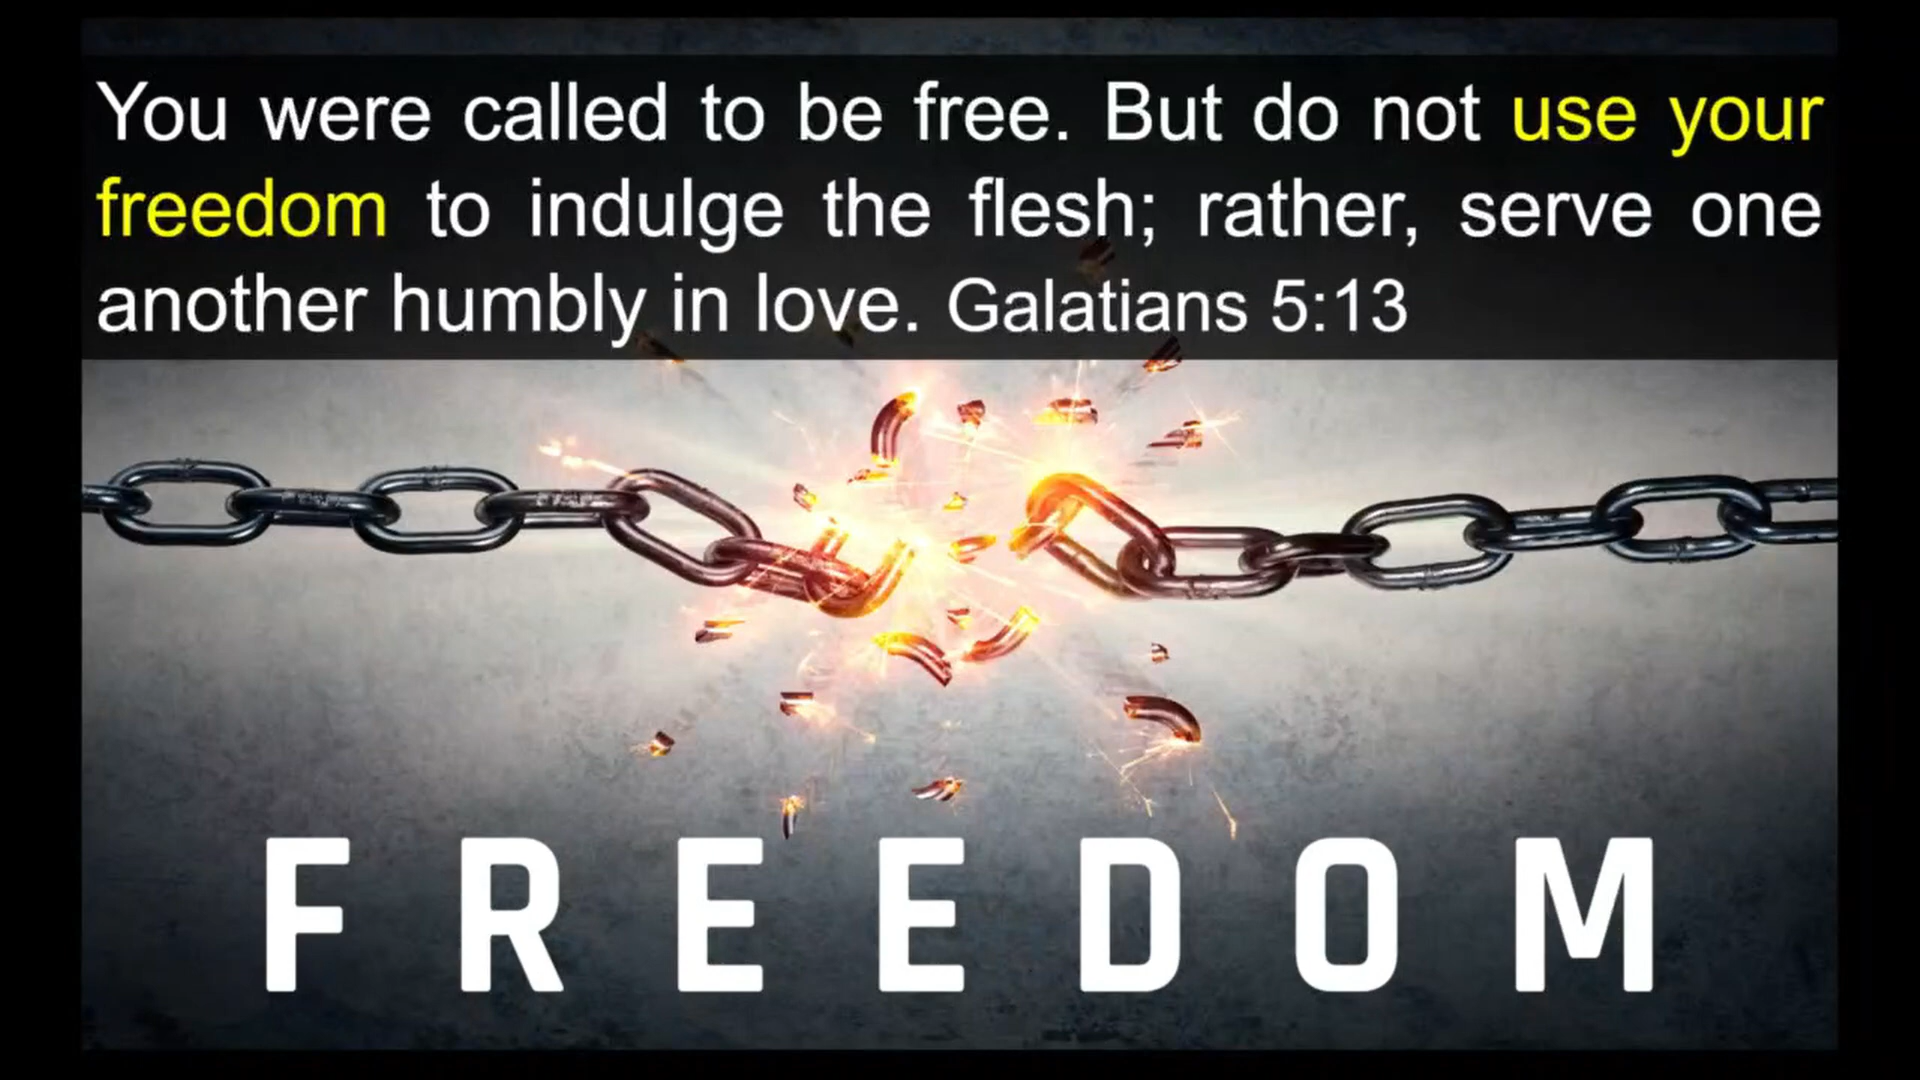 You were called to be free. But do not use your
freedom to indulge the flesh; rather, serve one
another humbly in love. Galatians 5:13
FREEDOM